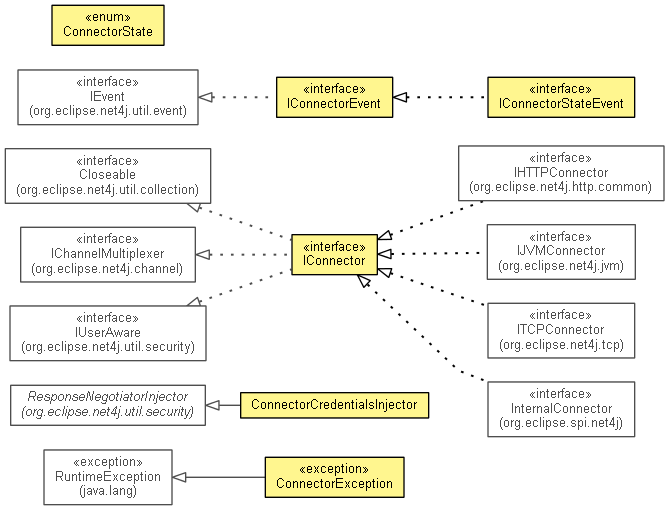 «enum»
ConnectorState
«interface»
IEvent
(org.eclipse.net4j.util.event)
«interface»
IConnectorEvent
«interface»
IConnectorStateEvent
«interface»
Closeable
(org.eclipse.net4j.util.collection)
«interface»
IHTTPConnector
(org.eclipse.net4j.http.common)
«interface»
IChannelMultiplexer
(org.eclipse.net4j.channel)
«interface»
IConnector
«interface»
IJVMConnector
(org.eclipse.net4j.jvm)
«interface»
IUserAware
(org.eclipse.net4j.util.security)
«interface»
ITCPConnector
(org.eclipse.net4j.tcp)
ResponseNegotiatorInjector
(org.eclipse.net4j.util.security)
ConnectorCredentialsInjector
«interface»
InternalConnector
(org.eclipse.spi.net4j)
«exception»
RuntimeException
(java.lang)
«exception»
ConnectorException